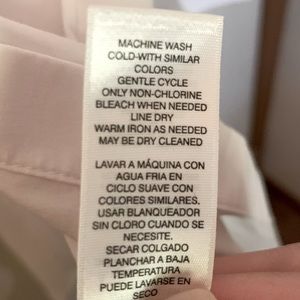 MACHINE WASH
COLD-WITH SIMILAR
COLORS
GENTLE CYCLE
ONLY NON-CHLORINE
BLEACH WHEN NEEDED
LINE DRY
WARM IRON AS NEEDED
MAY BE DRY CLEANED
LAVAR A MÁQUINA CON
AGUA FRIA EN
CICLO SUAVE CON
COLORES SIMILARES.
USAR BLANQUEADOR
SIN CLORO CUANDO SE
NECESITE.
SECAR COLGADO
PLANCHAR A BAJA
TEMPERATURA
PUEDE LAVARSE EN
SECO